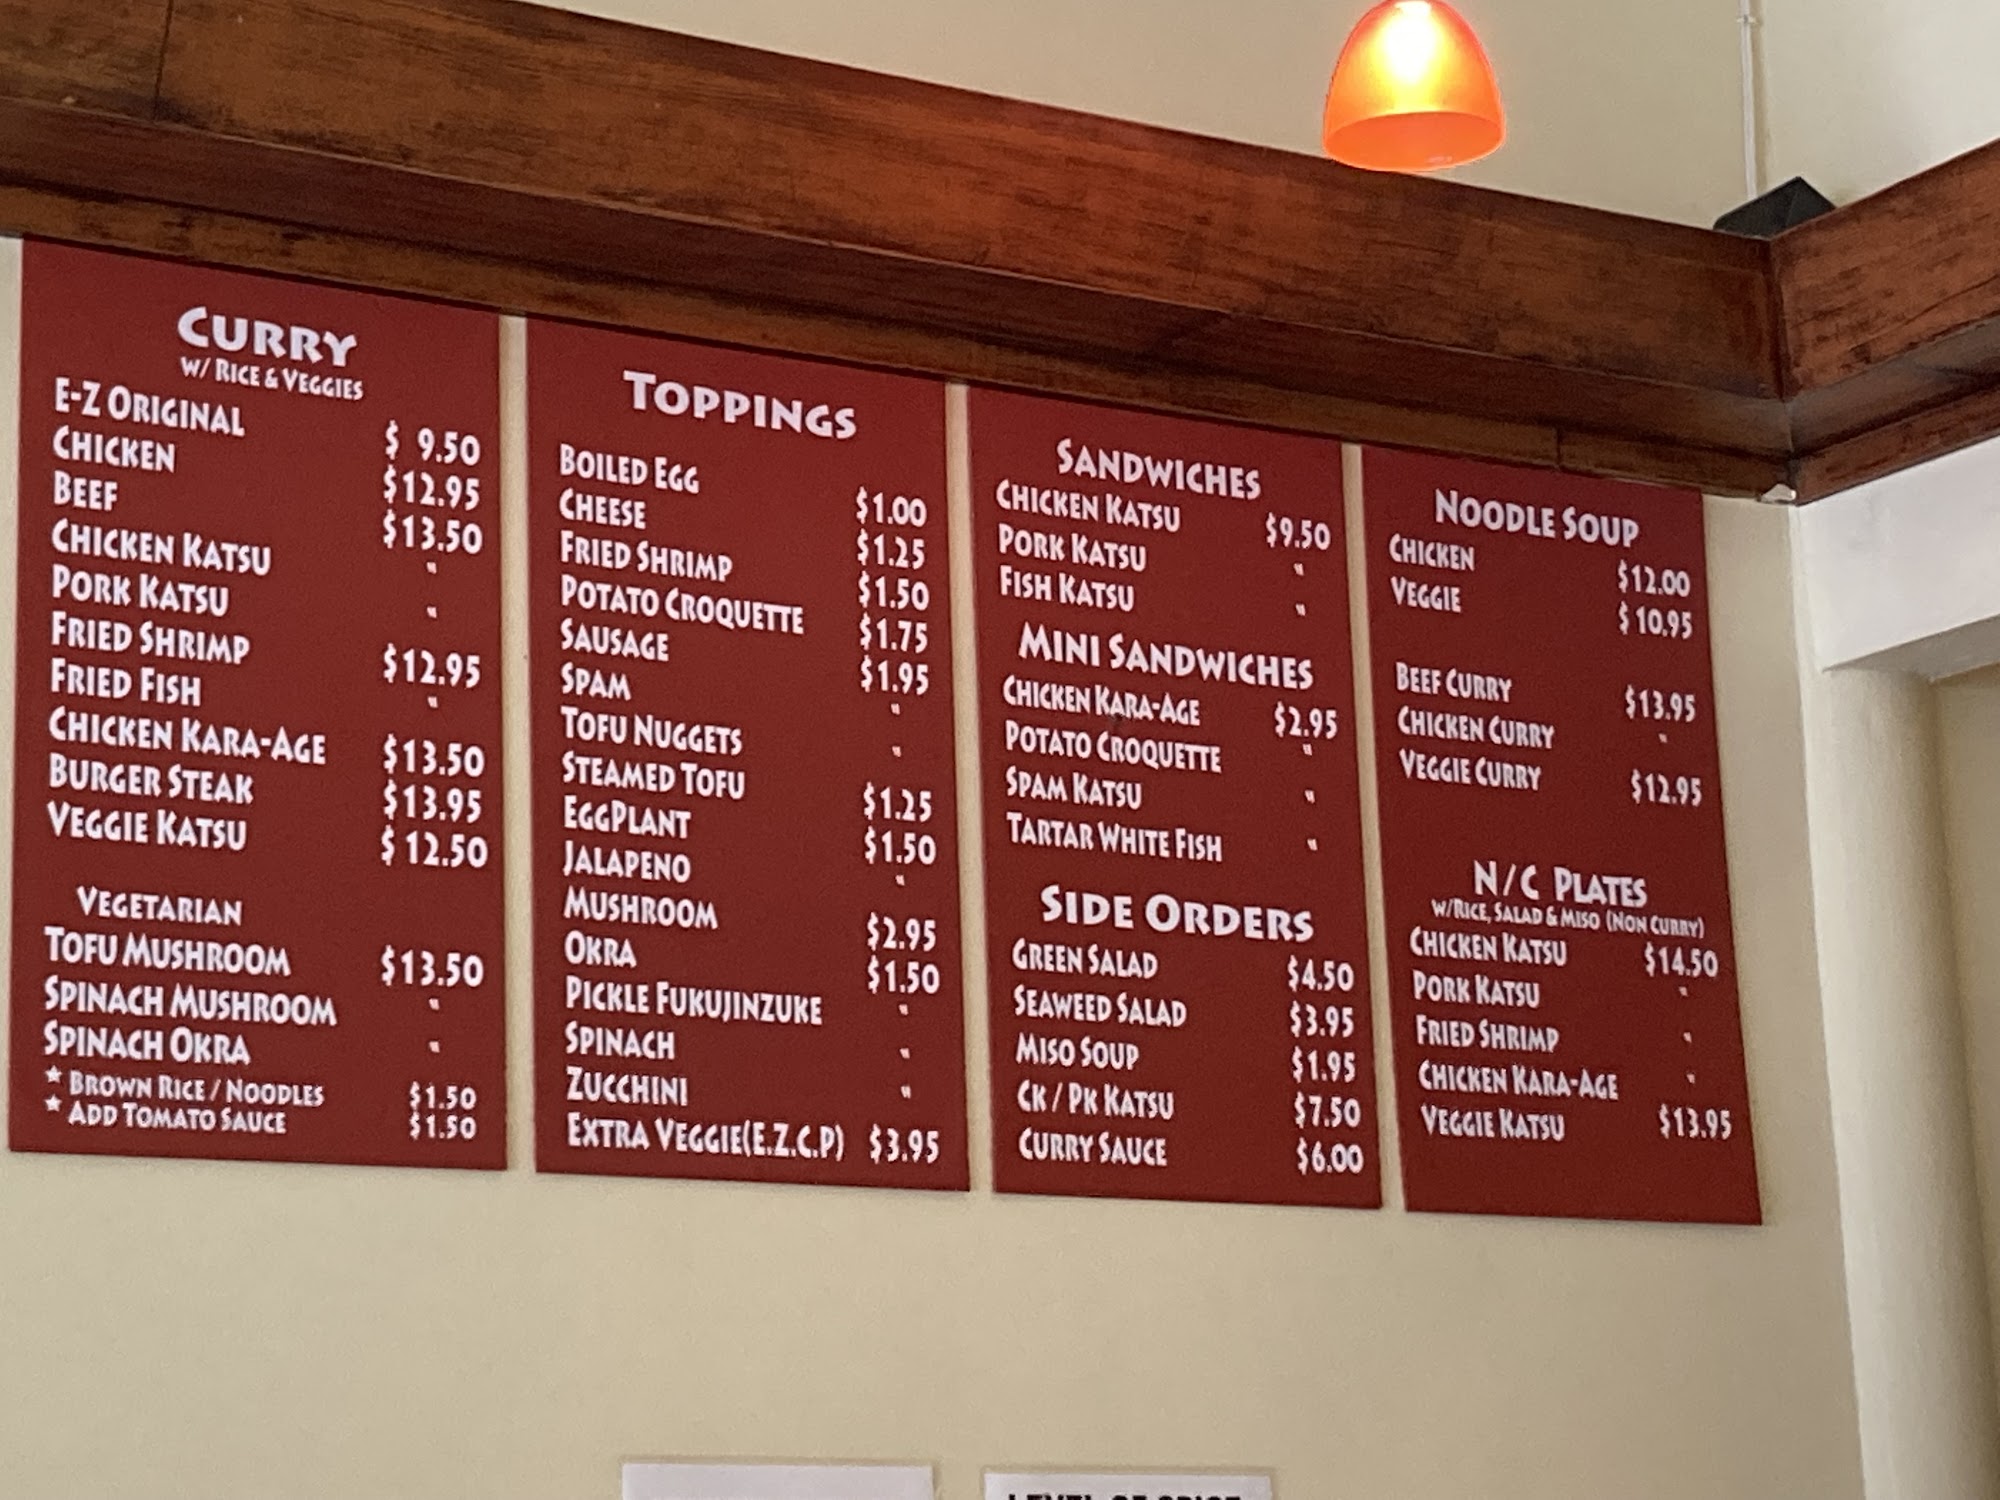 CURRY
W/ RICE & VEGGIES
E-Z ORIGINAL $ 9.50
CHICKEN $12.95
BEEF $13.50
CHICKEN KATSU "
PORK KATSU "
FRIED SHRIMP $12.95
FRIED FISH "
CHICKEN KARA-AGE $13.50
BURGER STEAK $13.95
VEGGIE KATSU $ 12.50
VEGETARIAN
TOFU MUSHROOM $13.50
SPINACH MUSHROOM "
SPINACH OKRA "
* BROWN RICE / NOODLES $1.50
* ADD TOMATO SAUCE $1.50
TOPPINGS
BOILED EGG $1.00
CHEESE $1.25
FRIED SHRIMP $1.50
POTATO CROQUETTE $1.75
SAUSAGE $1.95
SPAM "
TOFU NUGGETS "
STEAMED TOFU $1.25
EGGPLANT $1.50
JALAPENO "
MUSHROOM $2.95
OKRA $1.50
PICKLE FUKUJINZUKE "
SPINACH "
ZUCCHINI "
EXTRA VEGGIE(E.Z.C.P) $3.95
SANDWICHES
CHICKEN KATSU $9.50
PORK KATSU "
FISH KATSU "
MINI SANDWICHES
CHICKEN KARA-AGE $2.95
POTATO CROQUETTE "
SPAM KATSU "
TARTAR WHITE FISH "
SIDE ORDERS
GREEN SALAD $4.50
SEAWEED SALAD $3.95
MISO SOUP $1.95
CK / PK KATSU $7.50
CURRY SAUCE $6.00
NOODLE SOUP
CHICKEN $12.00
VEGGIE $ 10.95
BEEF CURRY $13.95
CHICKEN CURRY "
VEGGIE CURRY $12.95
N/C PLATES
W/RICE, SALAD & MISO (NON CURRY)
CHICKEN KATSU $14.50
PORK KATSU "
FRIED SHRIMP "
CHICKEN KARA-AGE "
VEGGIE KATSU $13.95
LEVEL OF SPICE